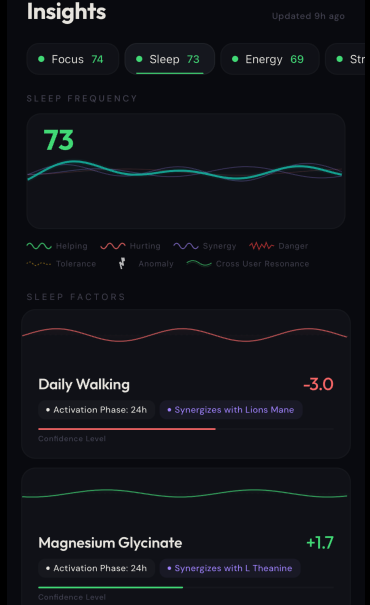 Insights
Updated 9h ago
Focus 74
Sleep 73
Energy 69
Str
SLEEP FREQUENCY
73
Helping
Hurting
Synergy
Danger
Tolerance
Anomaly
Cross User Resonance
SLEEP FACTORS
Daily Walking
-3.0
Activation Phase: 24h
Synergizes with Lions Mane
Confidence Level
Magnesium Glycinate
+1.7
Activation Phase: 24h
Synergizes with L Theanine
Confidence Level